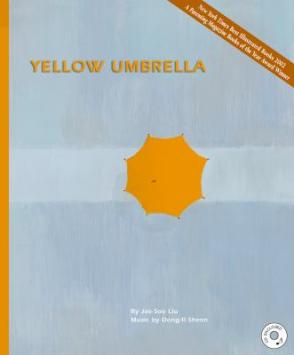 New York Times Best Illustrated Books 2002
A Parenting Magazine Books of the Year Award Winner
YELLOW UMBRELLA
By Jae Soo Liu
Music by Dong Il Sheen